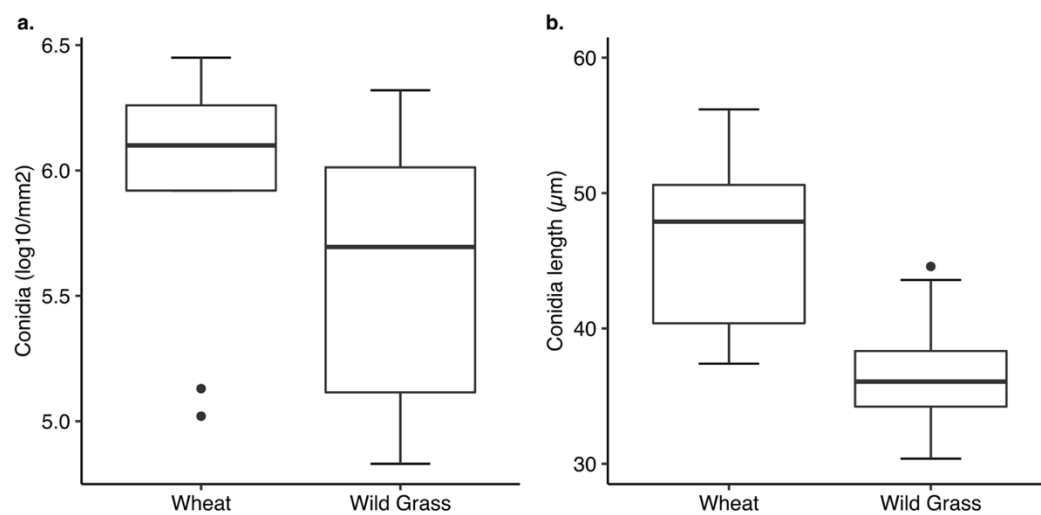 a.
Conidia (log10/mm2)
6.5
6.0
5.5
5.0
Wheat Wild Grass
b.
Conidia length (µm)
60
50
40
30
Wheat Wild Grass